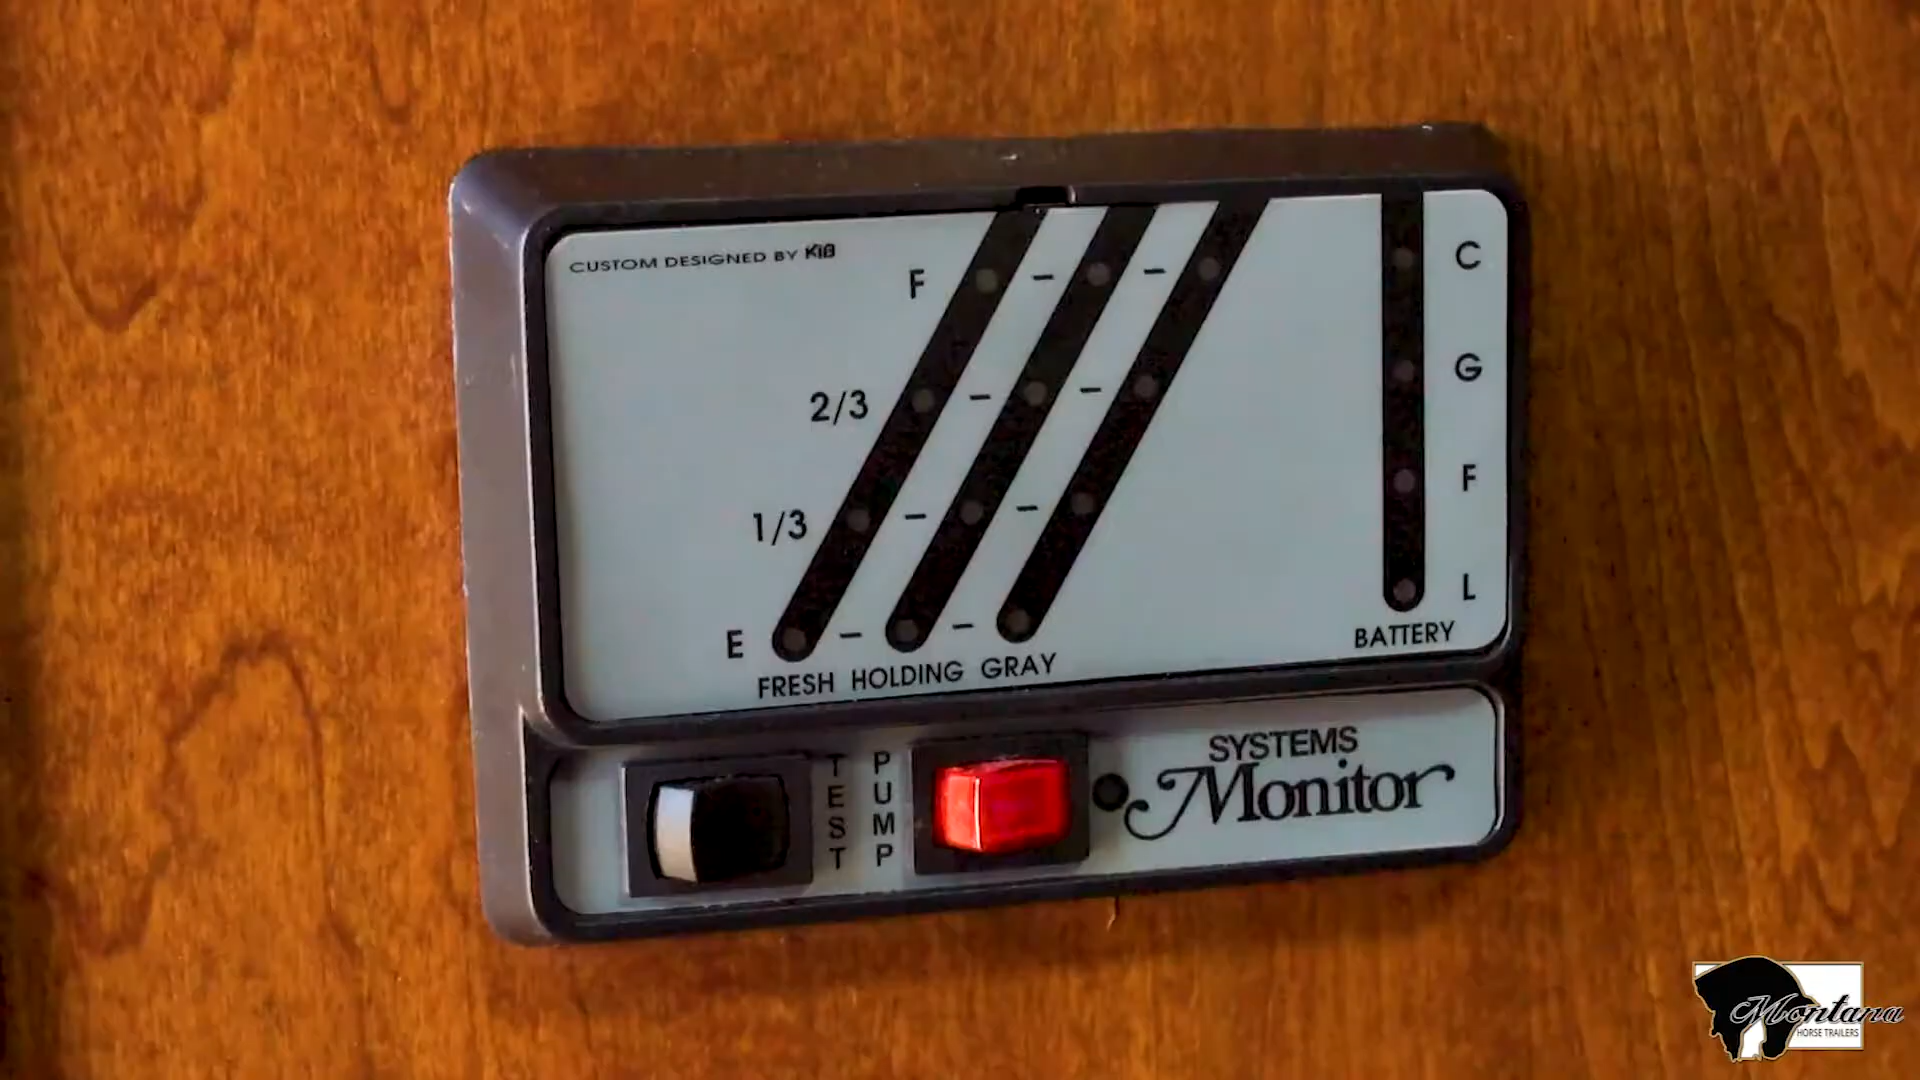 CUSTOM DESIGNED BY KIB
F - -
2/3 - -
1/3 - -
E - -
FRESH HOLDING GRAY
C
G
F
L
BATTERY
TEST
PUMP
SYSTEMS
Monitor
Montana
HORSE TRAILERS